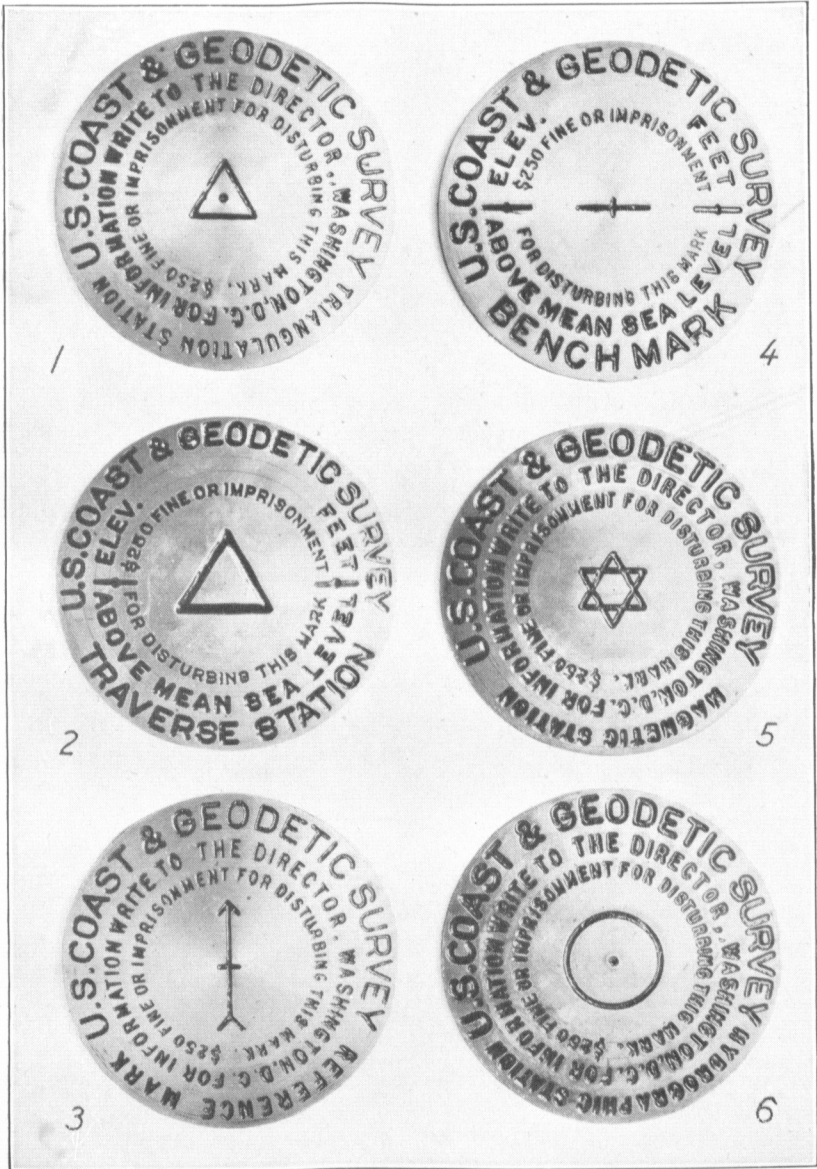 U.S.COAST & GEODETIC SURVEY TRIANGULATION STATION
FOR INFORMATION WRITE TO THE DIRECTOR, WASHINGTON,D.C.
$250 FINE OR IMPRISONMENT FOR DISTURBING THIS MARK.
1
U.S.COAST & GEODETIC SURVEY
BENCH MARK
ELEV. FEET
ABOVE MEAN SEA LEVEL
$250 FINE OR IMPRISONMENT
FOR DISTURBING THIS MARK
4
U.S.COAST & GEODETIC SURVEY
TRAVERSE STATION
ELEV. FEET
ABOVE MEAN SEA LEVEL
$250 FINE OR IMPRISONMENT
FOR DISTURBING THIS MARK
2
U.S.COAST & GEODETIC SURVEY MAGNETIC STATION
FOR INFORMATION WRITE TO THE DIRECTOR, WASHINGTON,D.C.
$250 FINE OR IMPRISONMENT FOR DISTURBING THIS MARK.
5
U.S.COAST & GEODETIC SURVEY REFERENCE MARK
FOR INFORMATION WRITE TO THE DIRECTOR, WASHINGTON,D.C.
$250 FINE OR IMPRISONMENT FOR DISTURBING THIS MARK.
3
U.S.COAST & GEODETIC SURVEY HYDROGRAPHIC STATION
FOR INFORMATION WRITE TO THE DIRECTOR, WASHINGTON,D.C.
$250 FINE OR IMPRISONMENT FOR DISTURBING THIS MARK.
6